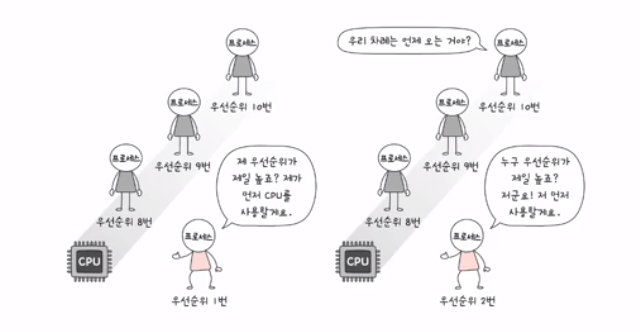 프로세스
우선순위 10번
프로세스
우선순위 9번
프로세스
우선순위 8번
제 우선순위가
제일 높죠? 제가
먼저 CPU를
사용할게요.
프로세스
우선순위 1번
CPU
우리 차례는 언제 오는 거야?
프로세스
우선순위 10번
프로세스
우선순위 9번
프로세스
우선순위 8번
누구 우선순위가
제일 높죠?
저군요! 저 먼저
사용할게요.
프로세스
우선순위 2번
CPU